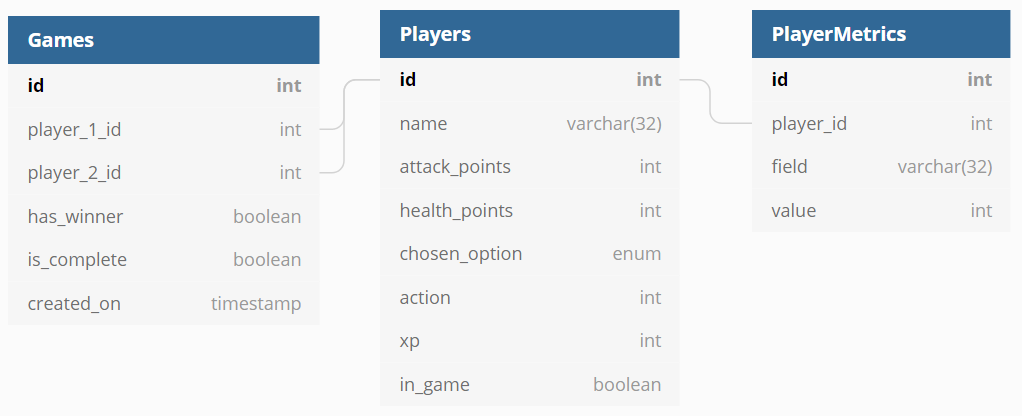 Games
id int
player_1_id int
player_2_id int
has_winner boolean
is_complete boolean
created_on timestamp
Players
id int
name varchar(32)
attack_points int
health_points int
chosen_option enum
action int
xp int
in_game boolean
PlayerMetrics
id int
player_id int
field varchar(32)
value int